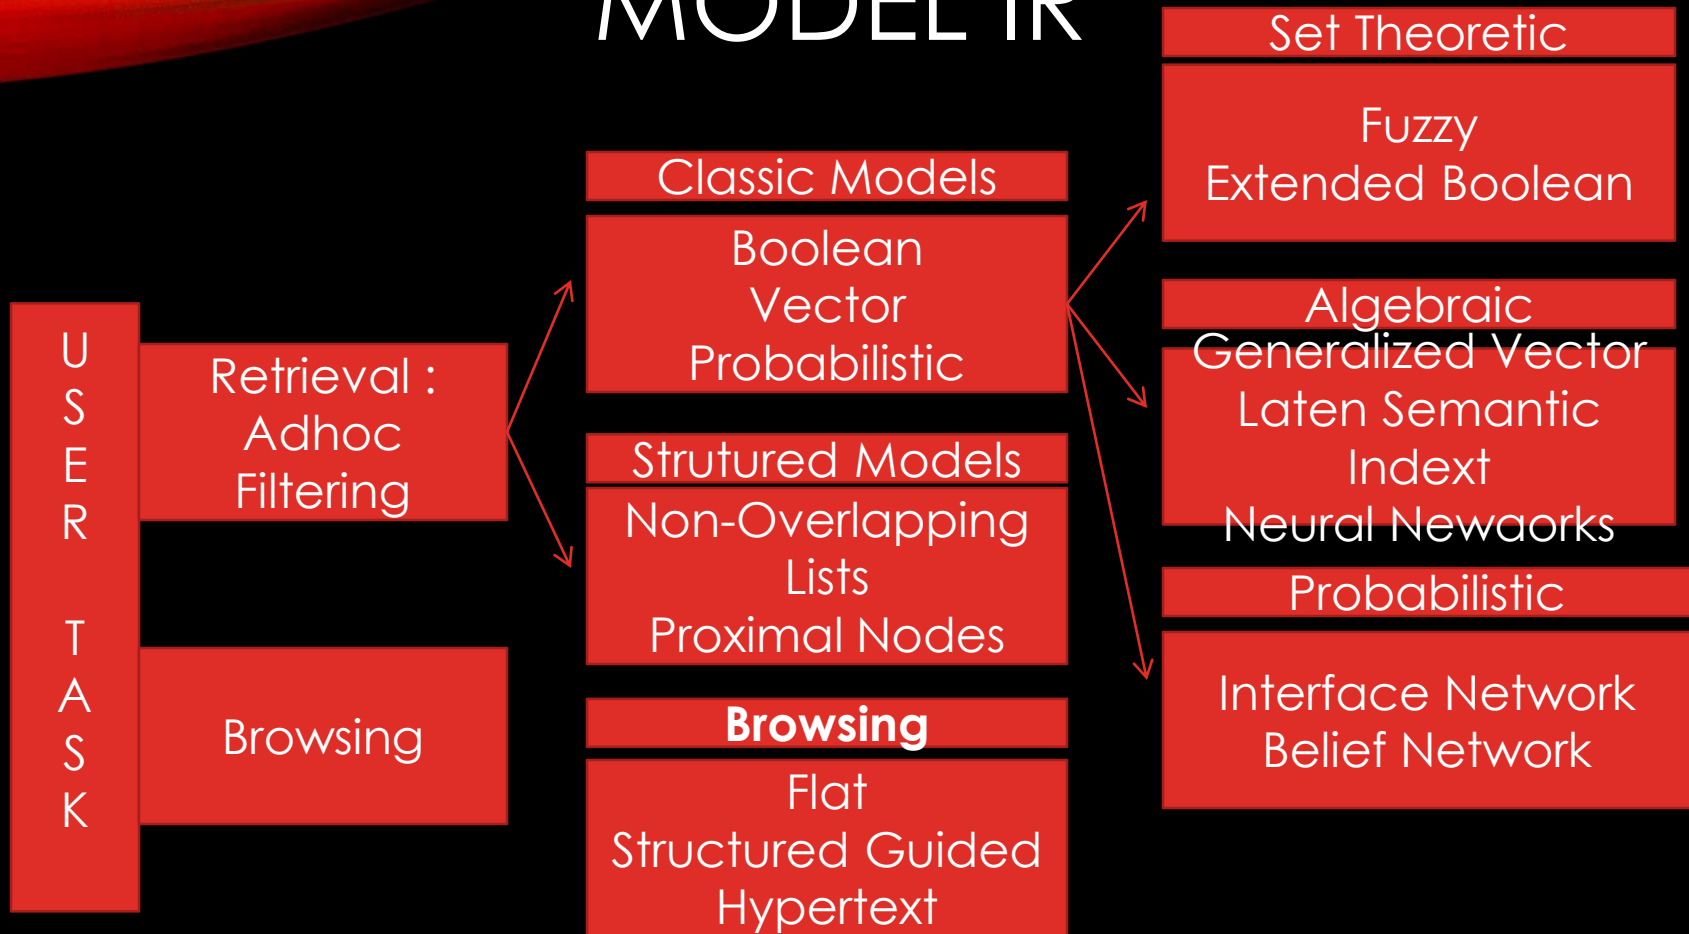 MODEL IR
USER TASK
Retrieval :
Adhoc
Filtering
Browsing
Classic Models
Boolean
Vector
Probabilistic
Strutured Models
Non-Overlapping
Lists
Proximal Nodes
Browsing
Flat
Structured Guided
Hypertext
Set Theoretic
Fuzzy
Extended Boolean
Algebraic
Generalized Vector
Laten Semantic
Indext
Neural Newaorks
Probabilistic
Interface Network
Belief Network